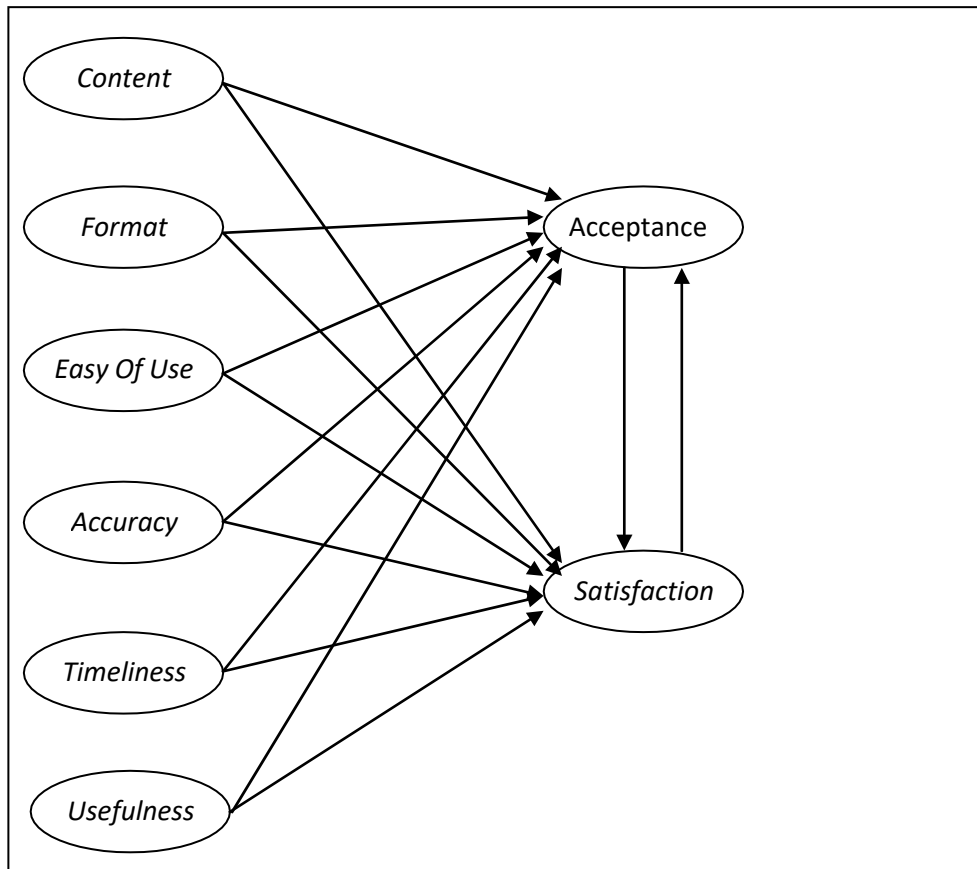 Content
Format
Acceptance
Easy Of Use
Accuracy
Satisfaction
Timeliness
Usefulness